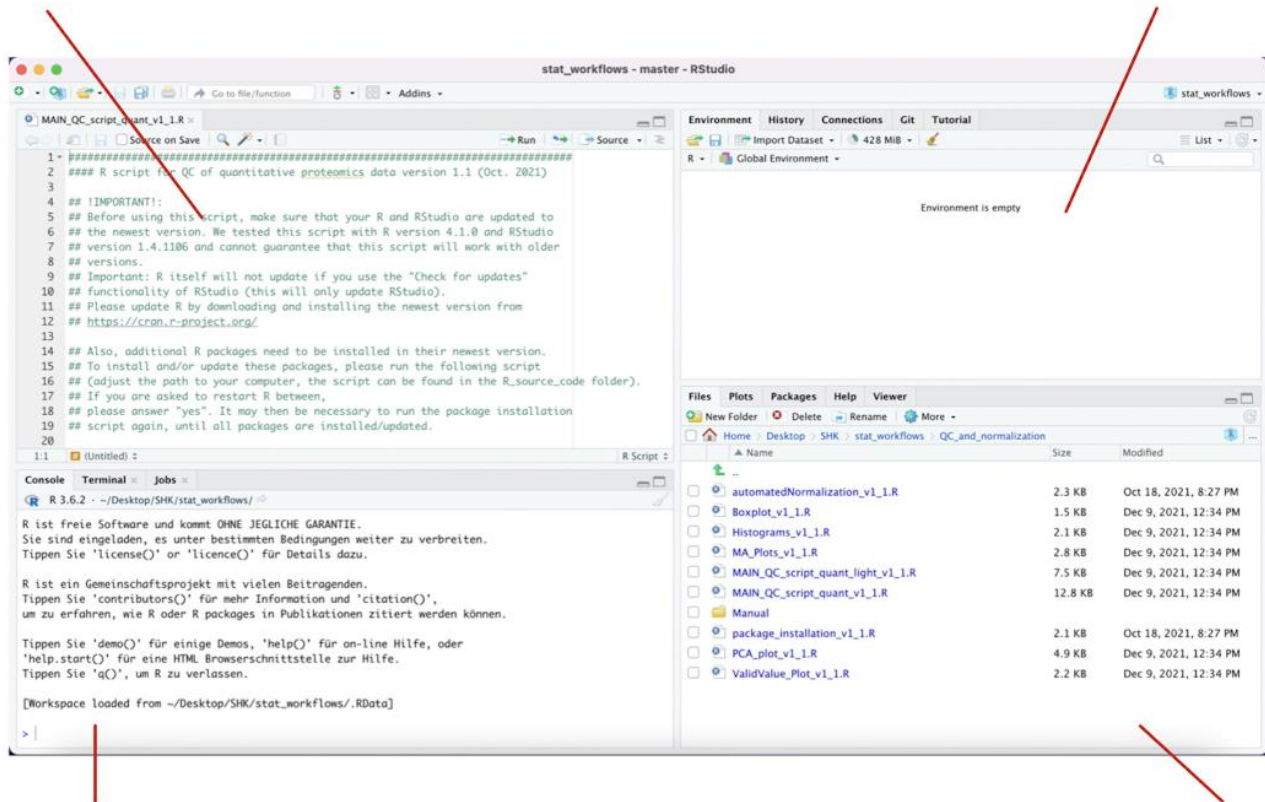 stat_workflows - master - RStudio
Go to file/function Addins stat_workflows
MAIN_QC_script_quant_v1_1.R
Source on Save Run Source
1 ################################################################################
2 #### R script for QC of quantitative proteomics data version 1.1 (Oct. 2021)
3
4 ## !IMPORTANT!:
5 ## Before using this script, make sure that your R and RStudio are updated to
6 ## the newest version. We tested this script with R version 4.1.0 and RStudio
7 ## version 1.4.1106 and cannot guarantee that this script will work with older
8 ## versions.
9 ## Important: R itself will not update if you use the "Check for updates"
10 ## functionality of RStudio (this will only update RStudio).
11 ## Please update R by downloading and installing the newest version from
12 ## https://cran.r-project.org/
13
14 ## Also, additional R packages need to be installed in their newest version.
15 ## To install and/or update these packages, please run the following script
16 ## (adjust the path to your computer, the script can be found in the R_source_code folder).
17 ## If you are asked to restart R between,
18 ## please answer "yes". It may then be necessary to run the package installation
19 ## script again, until all packages are installed/updated.
20
1:1 (Untitled) R Script
Console Terminal Jobs
R 3.6.2 · ~/Desktop/SHK/stat_workflows/
R ist freie Software und kommt OHNE JEGLICHE GARANTIE.
Sie sind eingeladen, es unter bestimmten Bedingungen weiter zu verbreiten.
Tippen Sie 'license()' or 'licence()' für Details dazu.
R ist ein Gemeinschaftsprojekt mit vielen Beitragenden.
Tippen Sie 'contributors()' für mehr Information und 'citation()',
um zu erfahren, wie R oder R packages in Publikationen zitiert werden können.
Tippen Sie 'demo()' für einige Demos, 'help()' für on-line Hilfe, oder
'help.start()' für eine HTML Browserschnittstelle zur Hilfe.
Tippen Sie 'q()', um R zu verlassen.
[Workspace loaded from ~/Desktop/SHK/stat_workflows/.RData]
>
Environment History Connections Git Tutorial
Import Dataset 428 MiB List
R Global Environment
Environment is empty
Files Plots Packages Help Viewer
New Folder Delete Rename More
Home Desktop SHK stat_workflows QC_and_normalization ...
Name Size Modified
..
automatedNormalization_v1_1.R 2.3 KB Oct 18, 2021, 8:27 PM
Boxplot_v1_1.R 1.5 KB Dec 9, 2021, 12:34 PM
Histograms_v1_1.R 2.1 KB Dec 9, 2021, 12:34 PM
MA_Plots_v1_1.R 2.8 KB Dec 9, 2021, 12:34 PM
MAIN_QC_script_quant_light_v1_1.R 7.5 KB Dec 9, 2021, 12:34 PM
MAIN_QC_script_quant_v1_1.R 12.8 KB Dec 9, 2021, 12:34 PM
Manual
package_installation_v1_1.R 2.1 KB Oct 18, 2021, 8:27 PM
PCA_plot_v1_1.R 4.9 KB Dec 9, 2021, 12:34 PM
ValidValue_Plot_v1_1.R 2.2 KB Dec 9, 2021, 12:34 PM